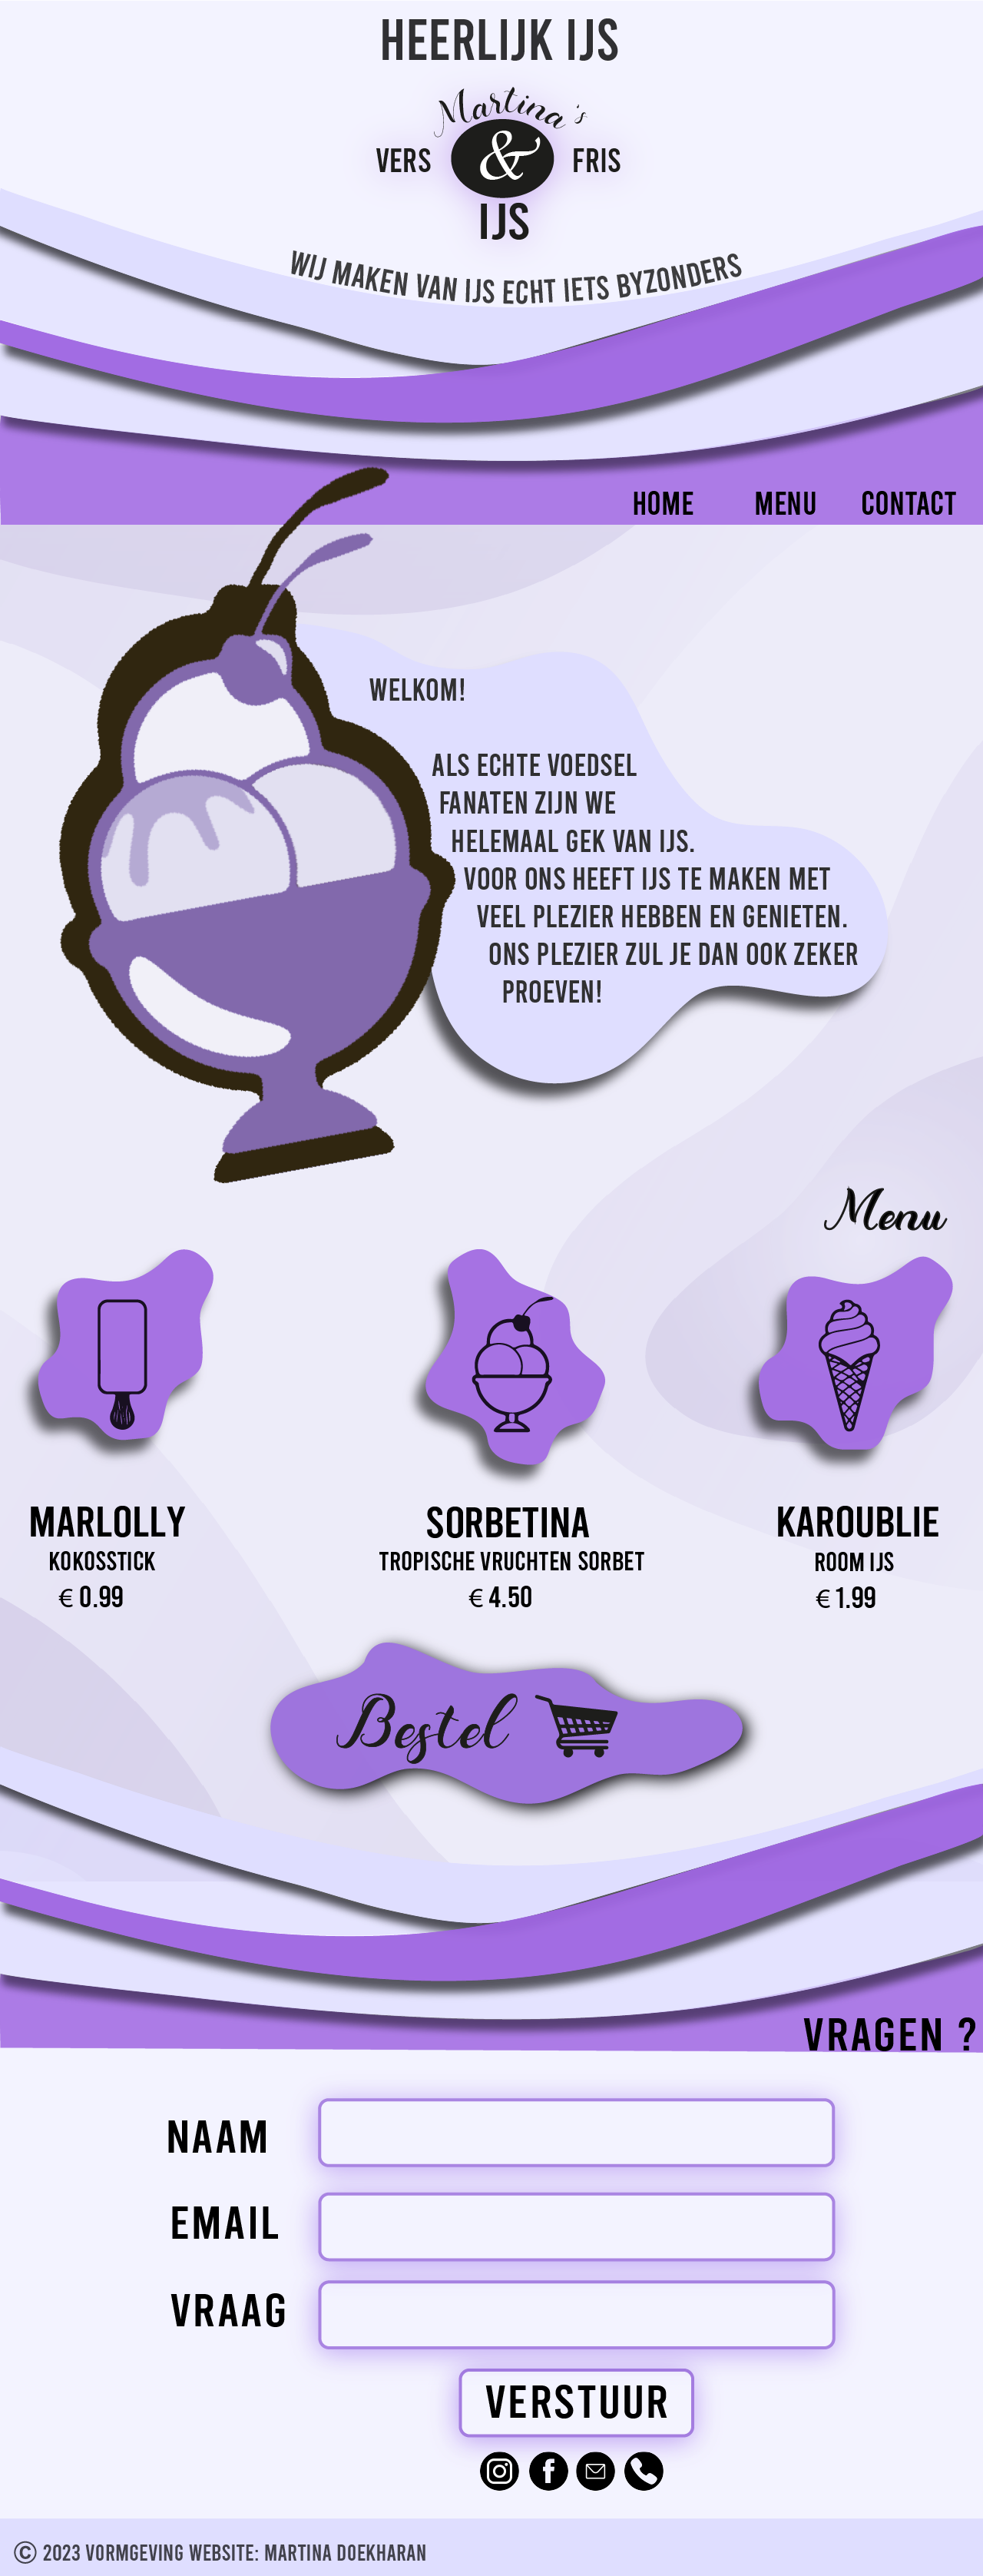 HEERLIJK IJS
Martina's
VERS & FRIS
IJS
WIJ MAKEN VAN IJS ECHT IETS BYZONDERS
HOME MENU CONTACT
WELKOM!
ALS ECHTE VOEDSEL
FANATEN ZIJN WE
HELEMAAL GEK VAN IJS.
VOOR ONS HEEFT IJS TE MAKEN MET
VEEL PLEZIER HEBBEN EN GENIETEN.
ONS PLEZIER ZUL JE DAN OOK ZEKER
PROEVEN!
Menu
MARLOLLY
KOKOSSTICK
€ 0.99
SORBETINA
TROPISCHE VRUCHTEN SORBET
€ 4.50
KAROUBLIE
ROOM IJS
€ 1.99
Bestel
VRAGEN ?
NAAM
EMAIL
VRAAG
VERSTUUR
© 2023 VORMGEVING WEBSITE: MARTINA DOEKHARAN